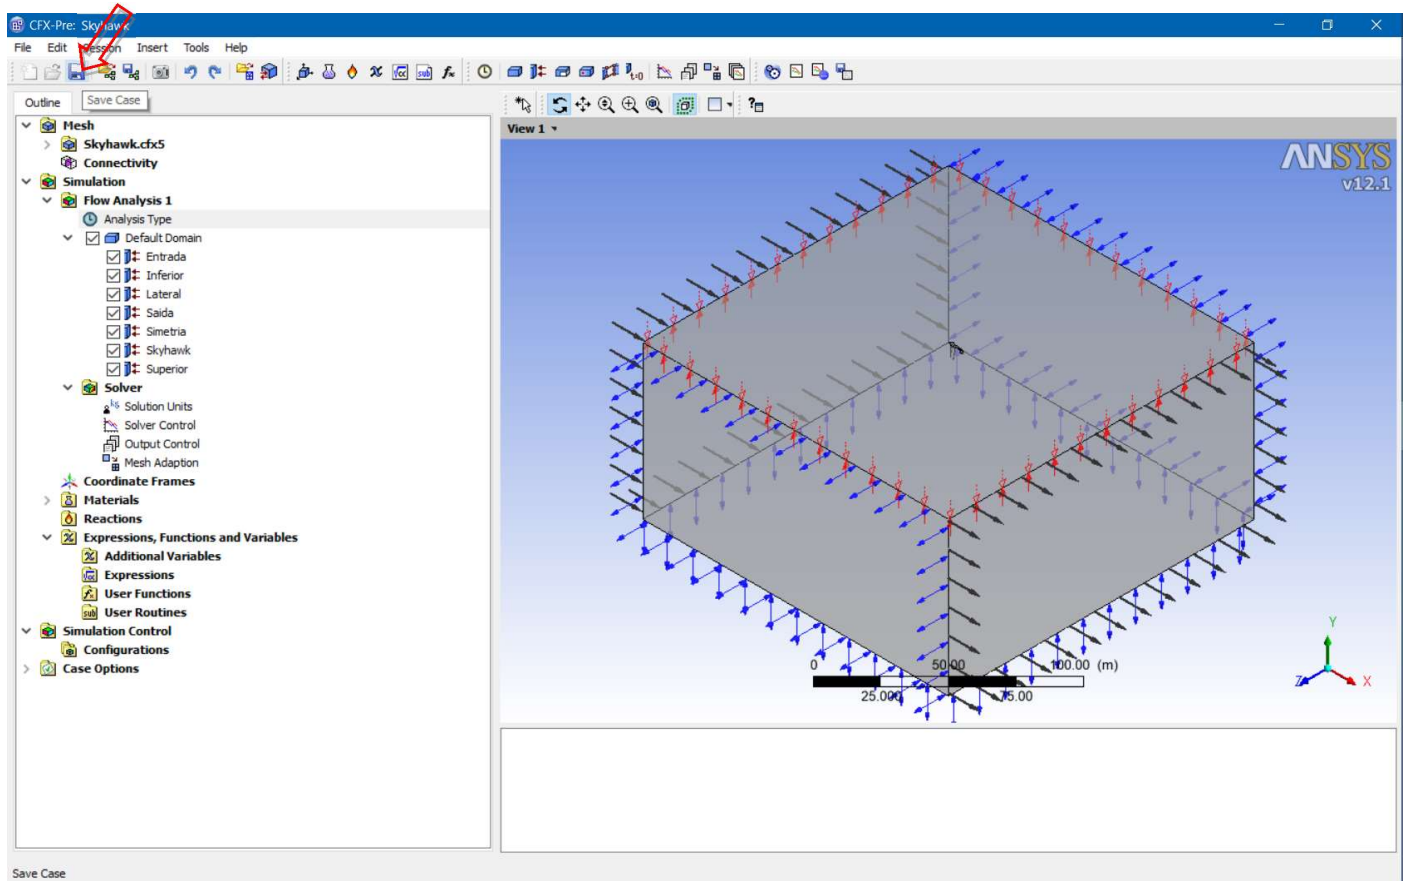 CFX-Pre: Skyhawk
File Edit Session Insert Tools Help
Outline
Save Case
Mesh
Skyhawk.cfx5
Connectivity
Simulation
Flow Analysis 1
Analysis Type
Default Domain
Entrada
Inferior
Lateral
Saida
Simetria
Skyhawk
Superior
Solver
Solution Units
Solver Control
Output Control
Mesh Adaption
Coordinate Frames
Materials
Reactions
Expressions, Functions and Variables
Additional Variables
Expressions
User Functions
User Routines
Simulation Control
Configurations
Case Options
View 1
ANSYS
v12.1
0 50.00 100.00 (m)
25.000 75.00
Y
Z X
Save Case